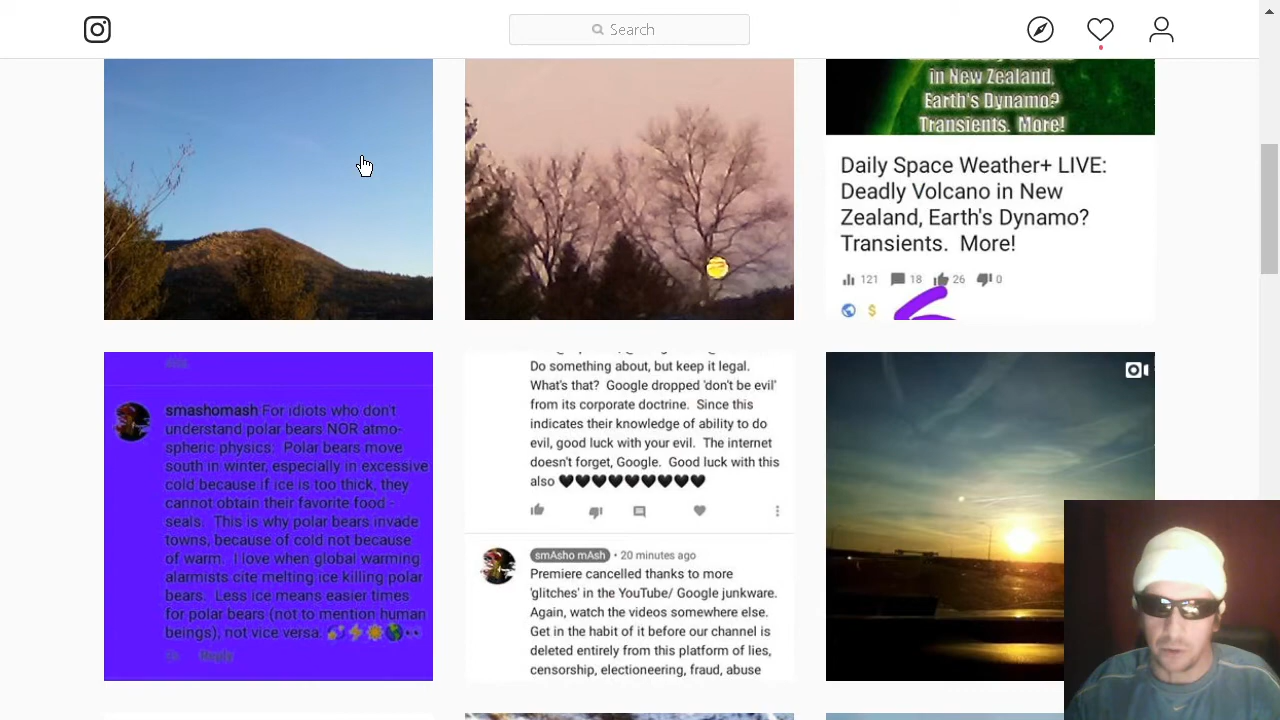 Search
in New Zealand,
Earth's Dynamo?
Transients. More!
Daily Space Weather+ LIVE:
Deadly Volcano in New
Zealand, Earth's Dynamo?
Transients. More!
121 18 26 0
$
smashomash For idiots who don't
understand polar bears NOR atmo-
spheric physics: Polar bears move
south in winter, especially in excessive
cold because if ice is too thick, they
cannot obtain their favorite food -
seals. This is why polar bears invade
towns, because of cold not because
of warm. I love when global warming
alarmists cite melting ice killing polar
bears. Less ice means easier times
for polar bears (not to mention human
beings), not vice versa.
Reply
Do something about, but keep it legal.
What's that? Google dropped 'don't be evil'
from its corporate doctrine. Since this
indicates their knowledge of ability to do
evil, good luck with your evil. The internet
doesn't forget, Google. Good luck with this
also 🖤🖤🖤🖤🖤🖤🖤🖤🖤
smAsho mAsh • 20 minutes ago
Premiere cancelled thanks to more
'glitches' in the YouTube/ Google junkware.
Again, watch the videos somewhere else.
Get in the habit of it before our channel is
deleted entirely from this platform of lies,
censorship, electioneering, fraud, abuse